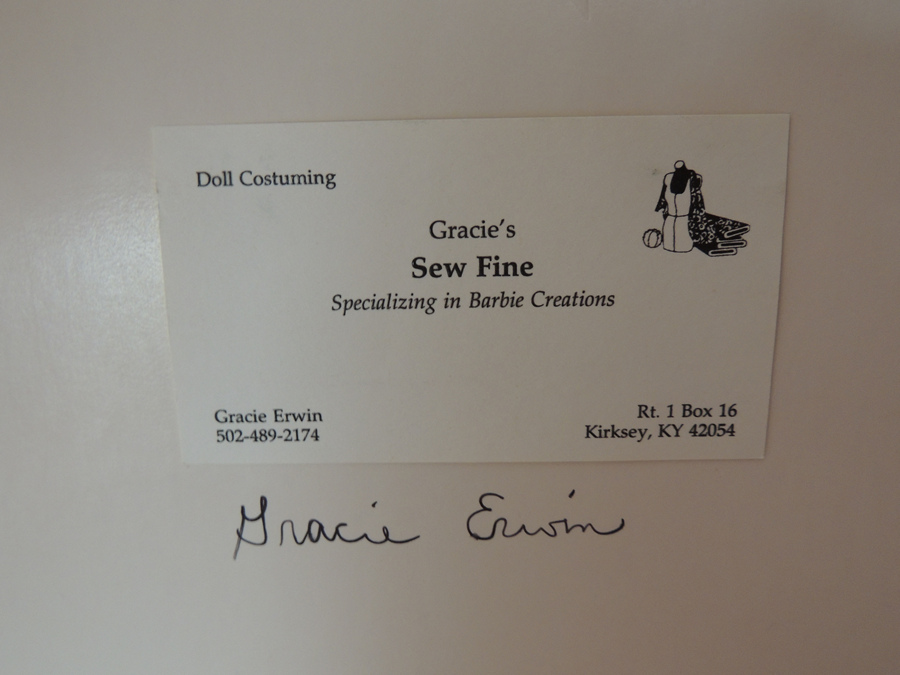 Doll Costuming
Gracie's
Sew Fine
Specializing in Barbie Creations
Gracie Erwin
502-489-2174
Rt. 1 Box 16
Kirksey, KY 42054
Gracie Erwin